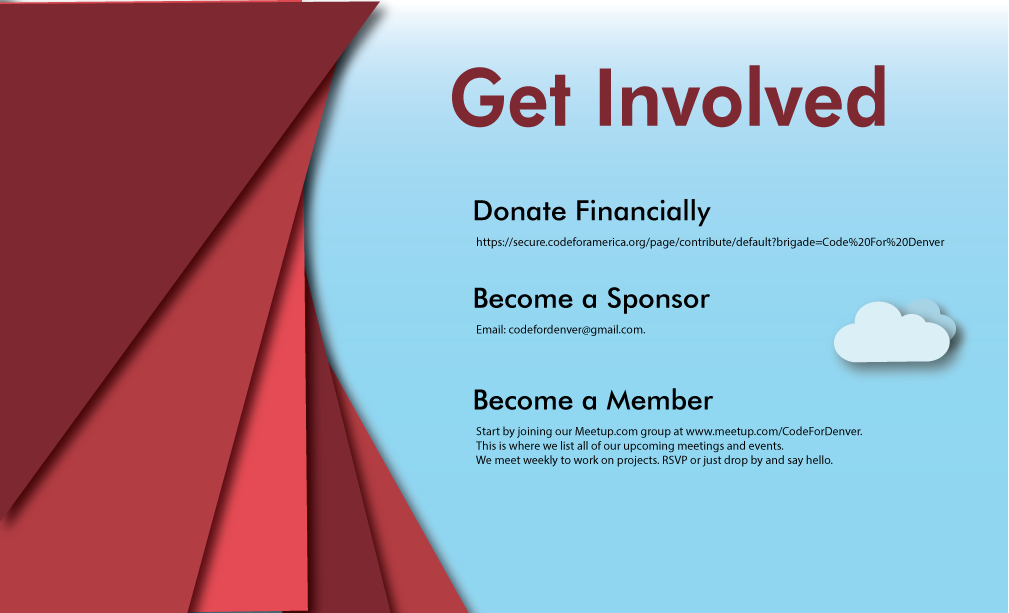 Get Involved
Donate Financially
https://secure.codeforamerica.org/page/contribute/default?brigade=Code%20For%20Denver
Become a Sponsor
Email: codefordenver@gmail.com.
Become a Member
Start by joining our Meetup.com group at www.meetup.com/CodeForDenver.
This is where we list all of our upcoming meetings and events.
We meet weekly to work on projects. RSVP or just drop by and say hello.